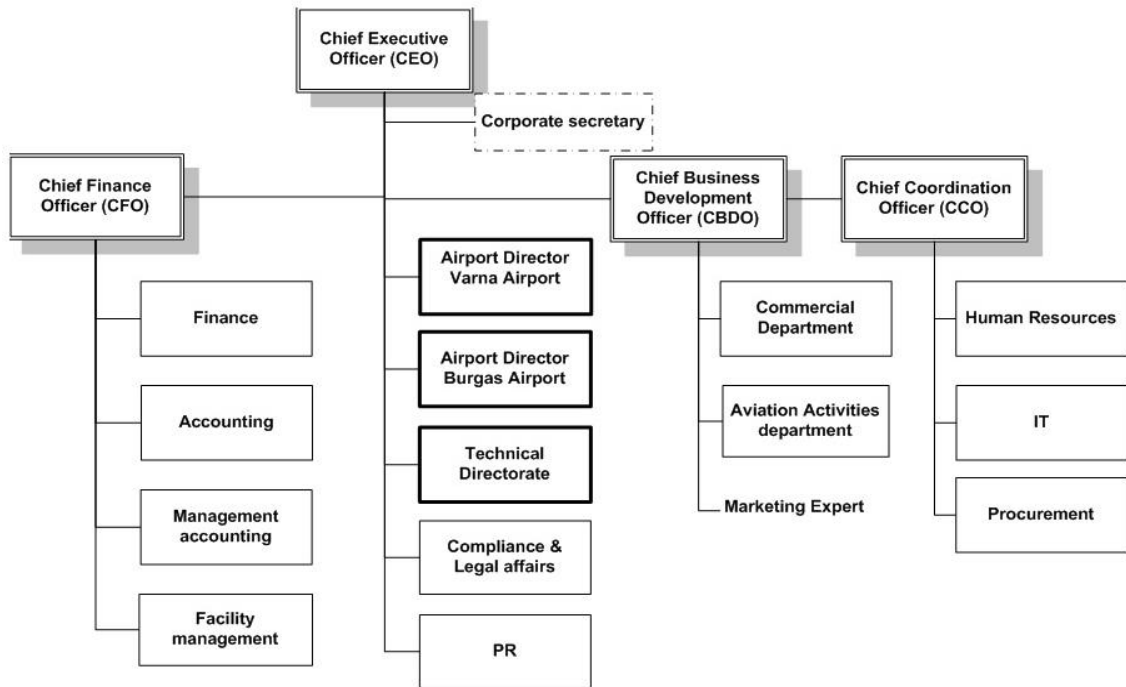 Chief Executive
Officer (CEO)
Corporate secretary
Chief Finance
Officer (CFO)
Chief Business
Development
Officer (CBDO)
Chief Coordination
Officer (CCO)
Finance
Accounting
Management
accounting
Facility
management
Airport Director
Varna Airport
Airport Director
Burgas Airport
Technical
Directorate
Compliance &
Legal affairs
PR
Commercial
Department
Aviation Activities
department
Marketing Expert
Human Resources
IT
Procurement